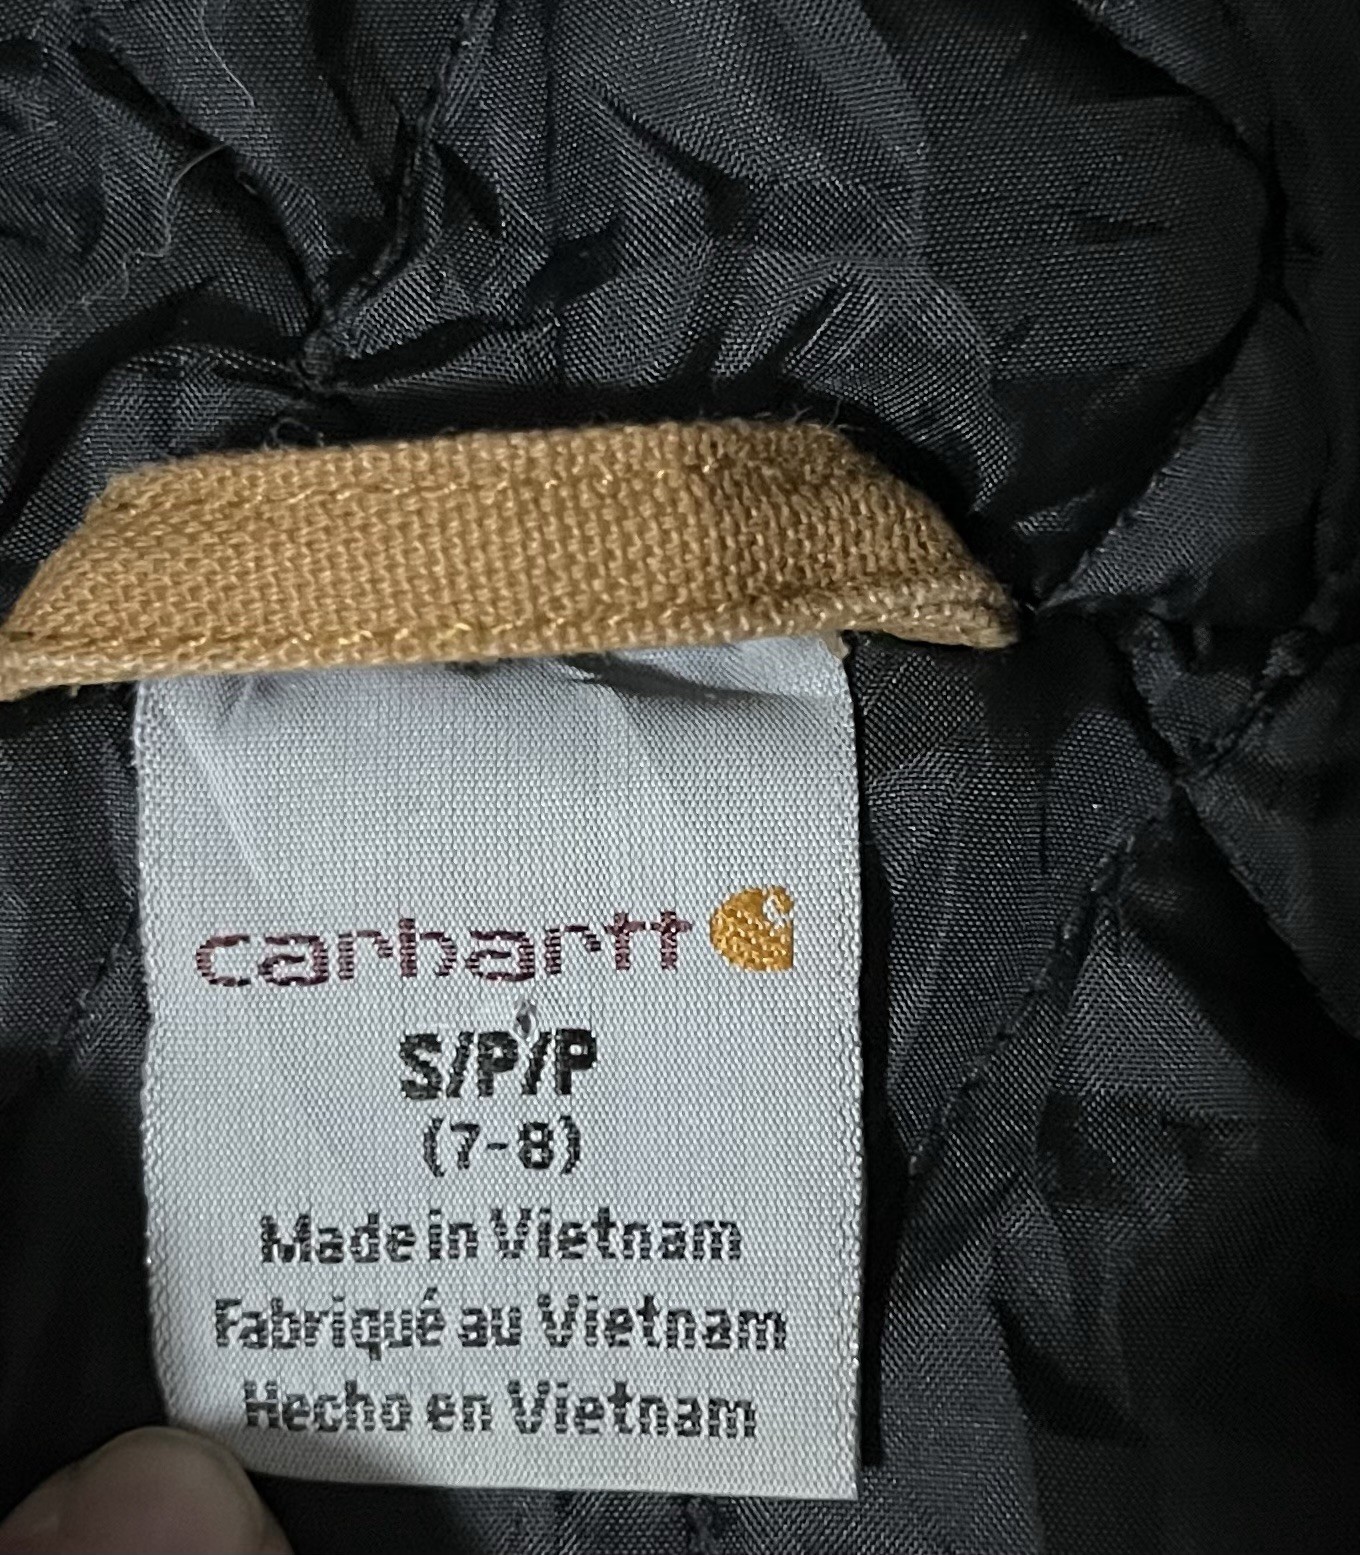 carhartt
S/P/P
(7-8)
Made in Vietnam
Fabriqué au Vietnam
Hecho en Vietnam